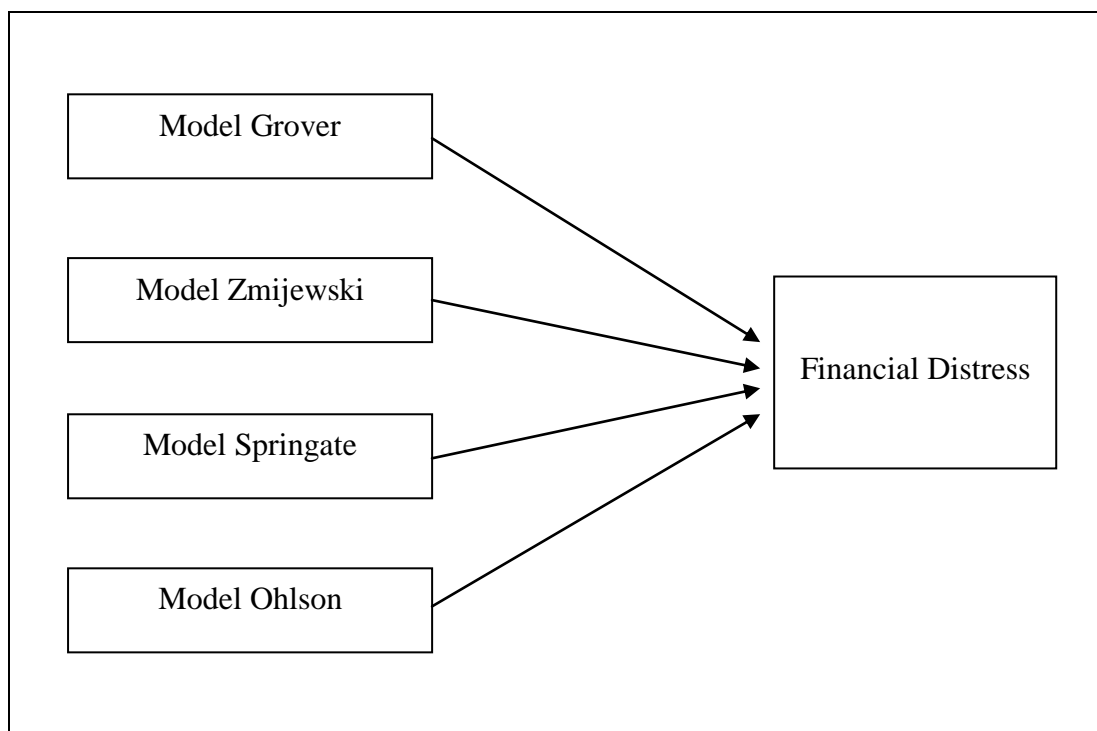 Model Grover
Model Zmijewski
Financial Distress
Model Springate
Model Ohlson